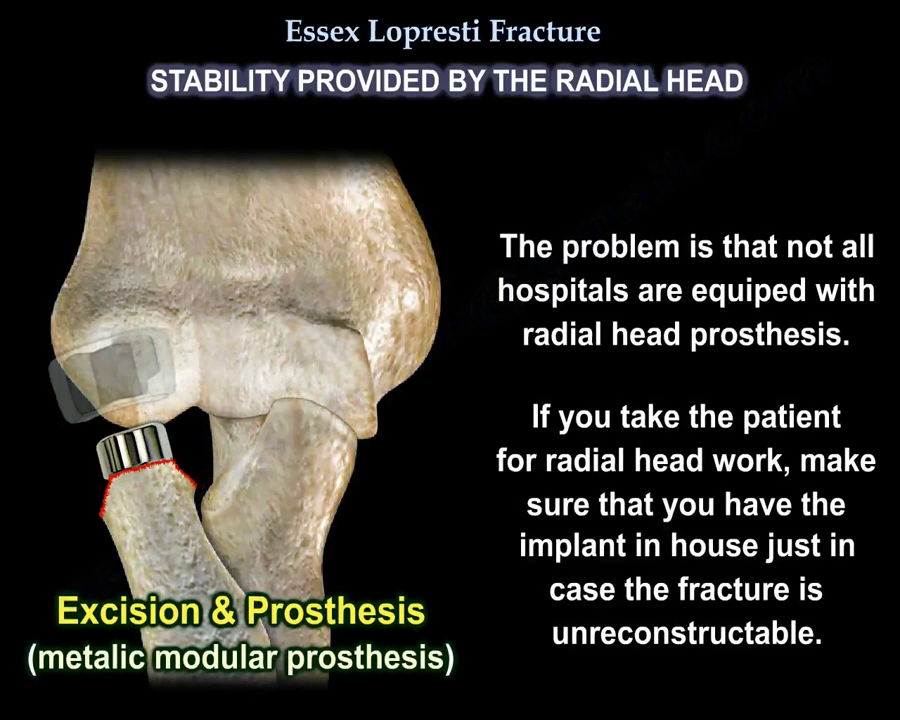 Essex Lopresti Fracture
STABILITY PROVIDED BY THE RADIAL HEAD
The problem is that not all
hospitals are equiped with
radial head prosthesis.
If you take the patient
for radial head work, make
sure that you have the
implant in house just in
case the fracture is
unreconstructable.
Excision & Prosthesis
(metalic modular prosthesis)